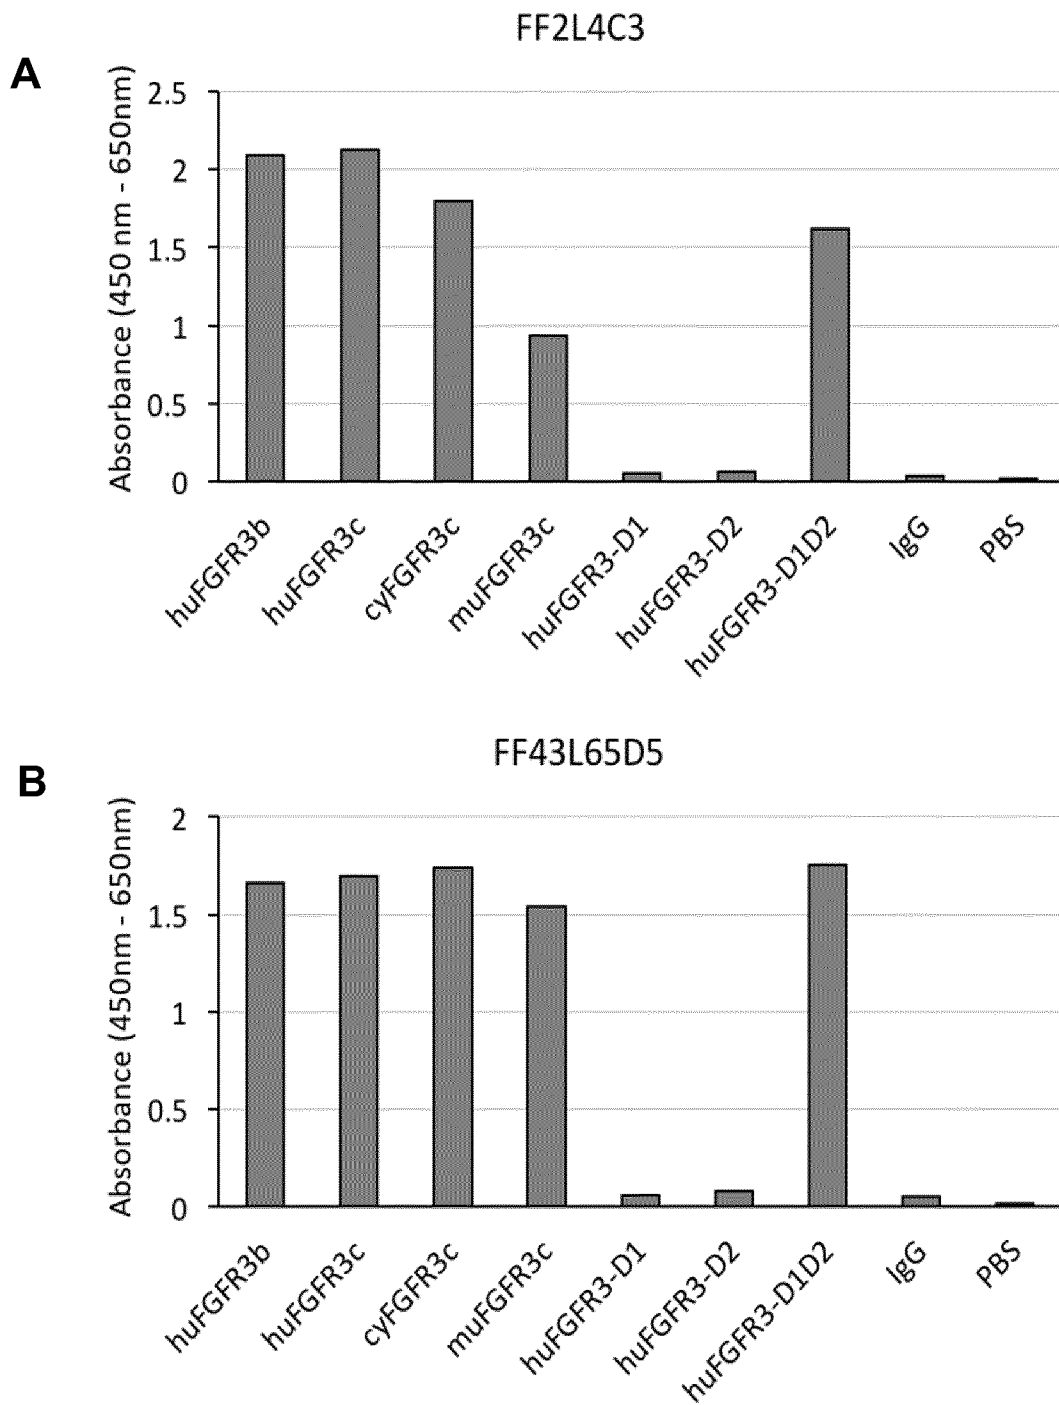 FF2L4C3
A
Absorbance (450 nm - 650nm)
2.5
2
1.5
1
0.5
0
huFGFR3b
huFGFR3c
cyFGFR3c
muFGFR3c
huFGFR3-D1
huFGFR3-D2
huFGFR3-D1D2
IgG
PBS
FF43L65D5
B
Absorbance (450nm - 650nm)
2
1.5
1
0.5
0
huFGFR3b
huFGFR3c
cyFGFR3c
muFGFR3c
huFGFR3-D1
huFGFR3-D2
huFGFR3-D1D2
IgG
PBS